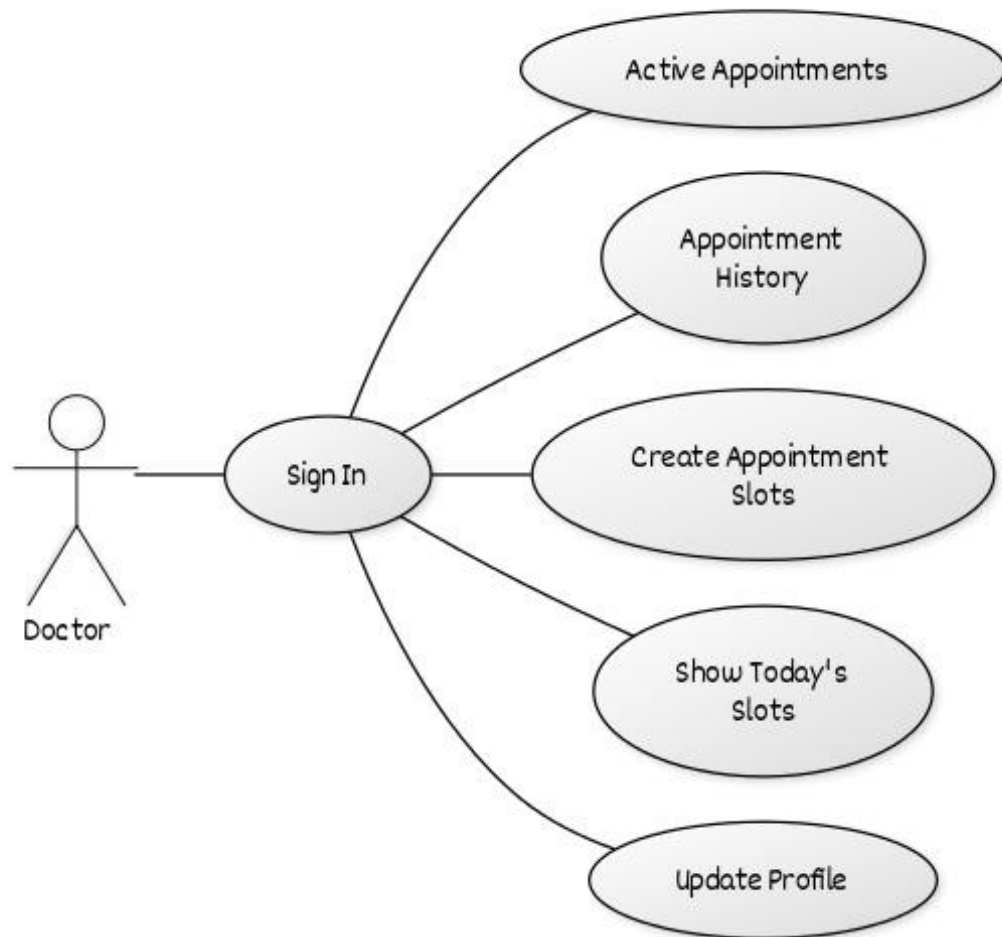 Active Appointments
Appointment
History
Sign In
Create Appointment
Slots
Doctor
Show Today's
Slots
Update Profile